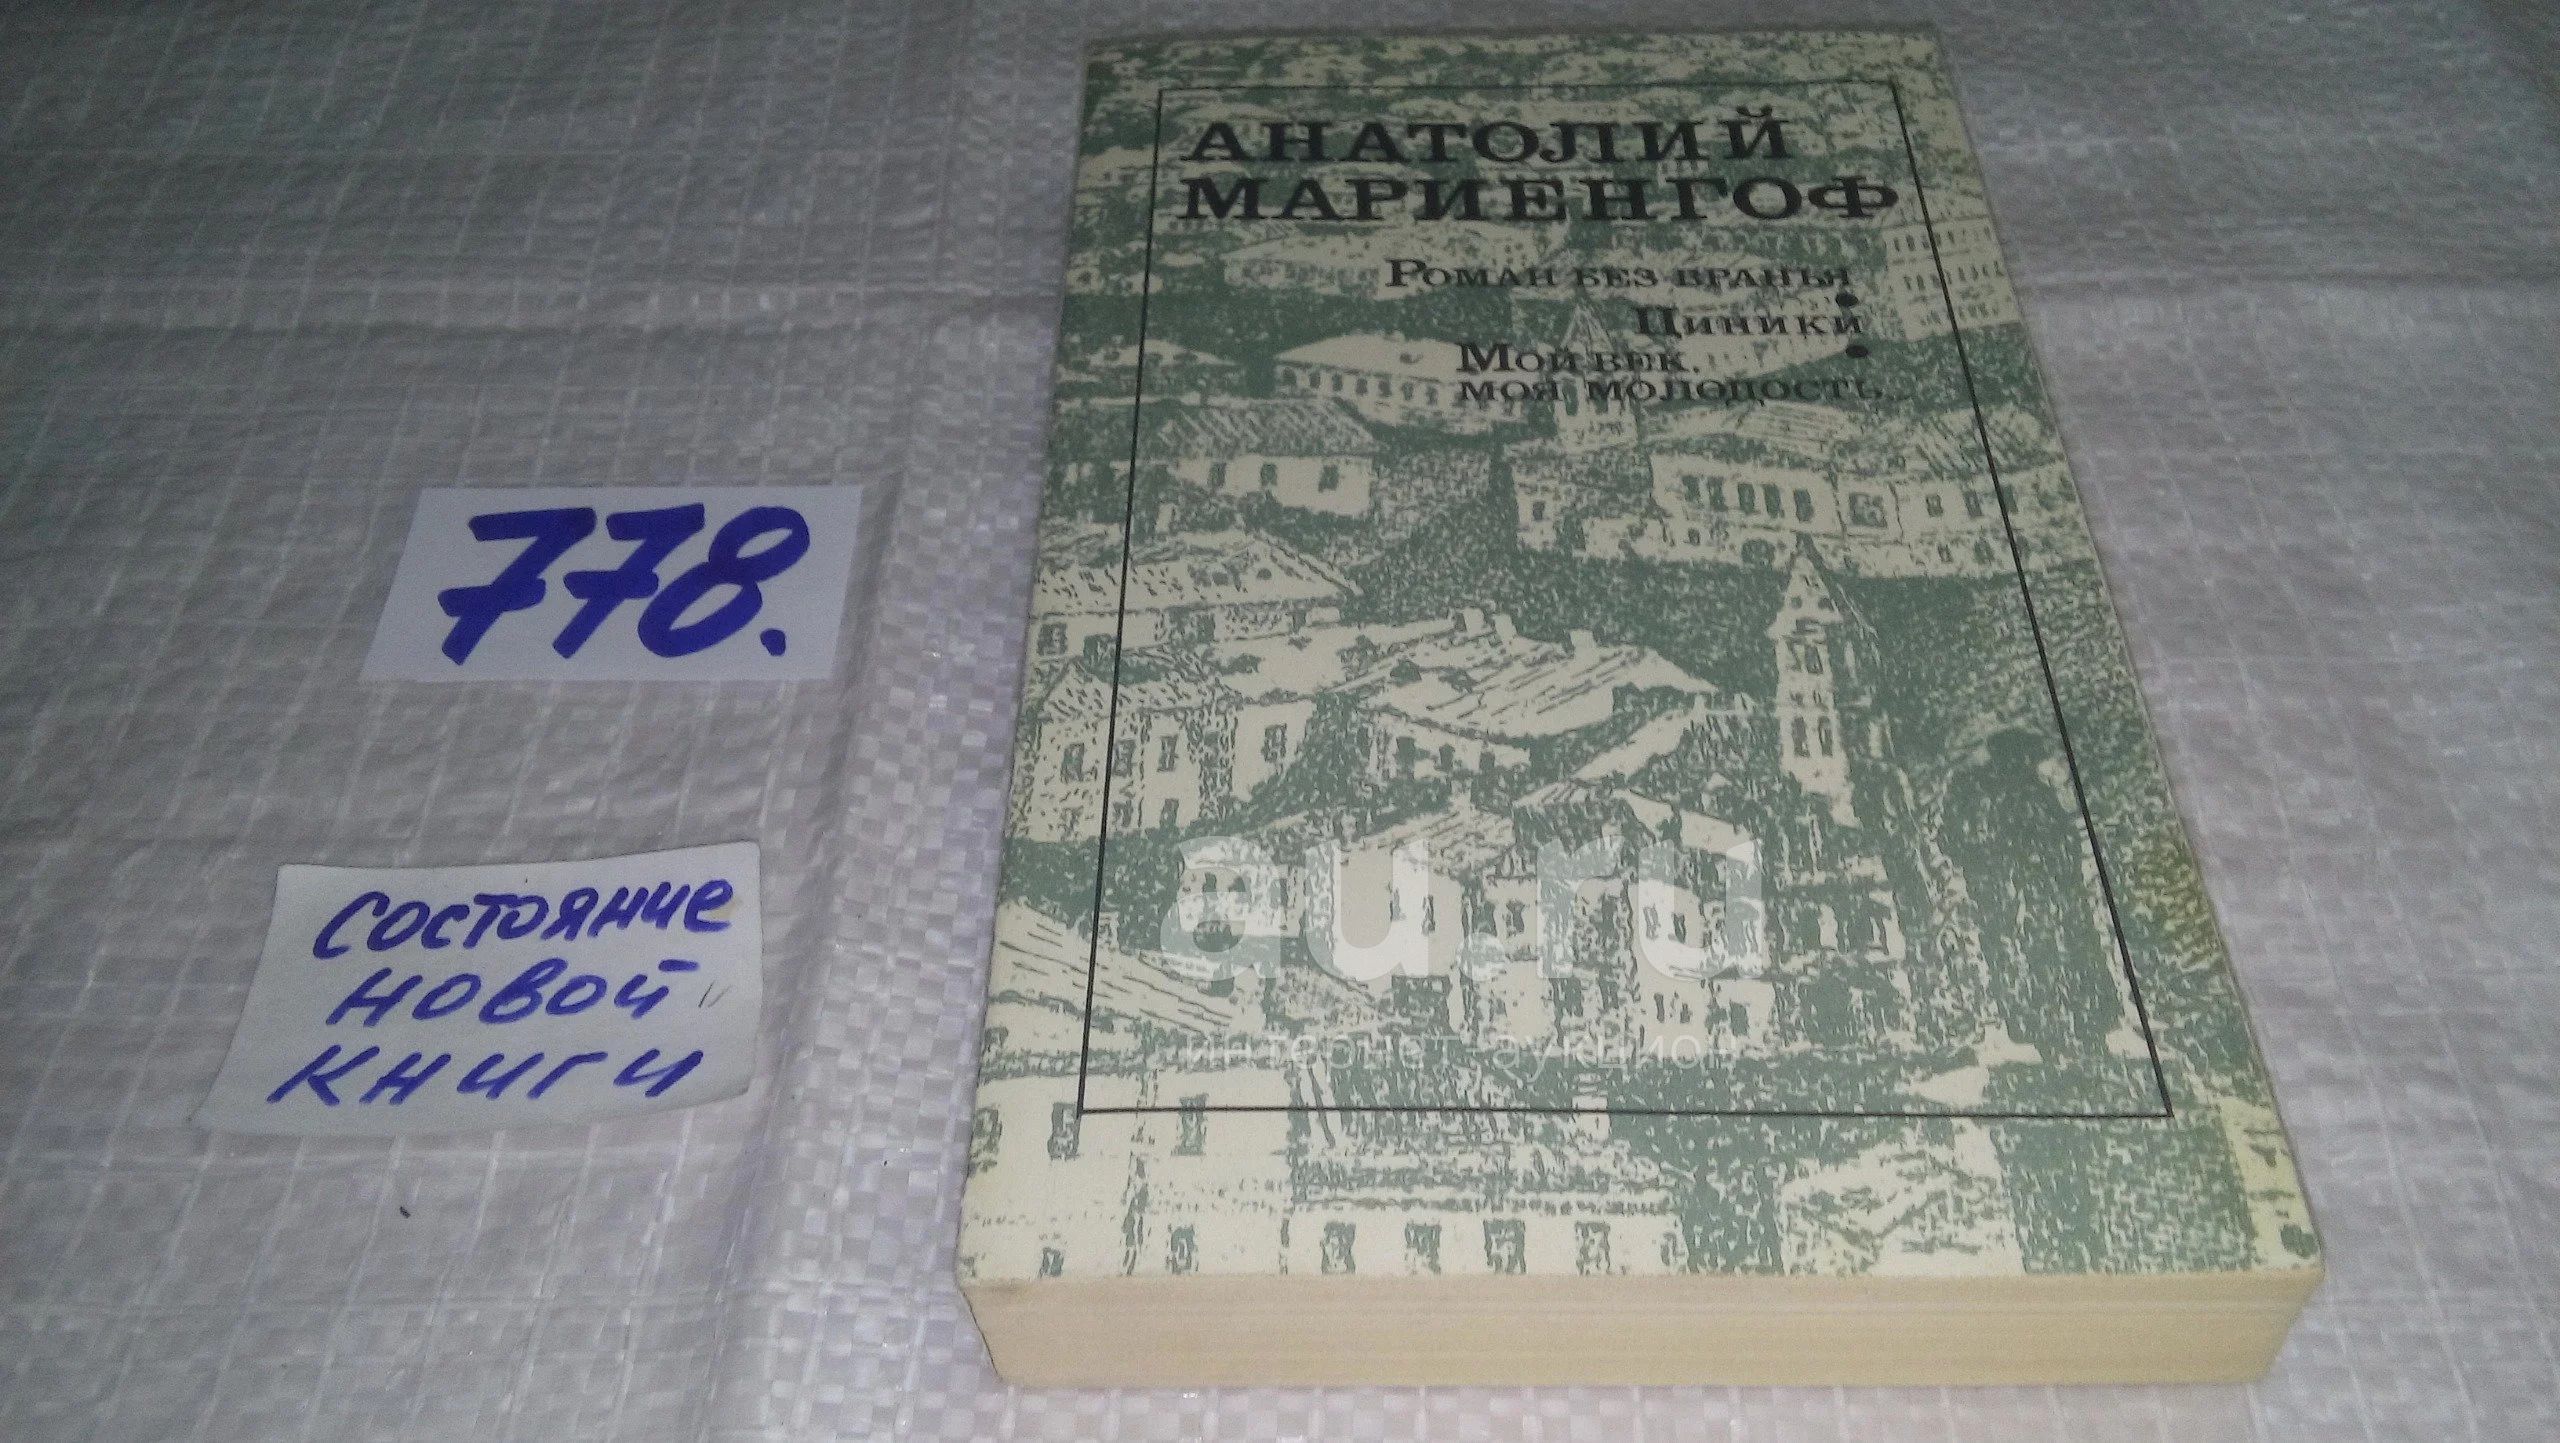 АНАТОЛИЙ
МАРИЕНГОФ
РОМАН БЕЗ ВРАНЬЯ
•
ЦИНИКИ
•
МОЙ ВЕК,
МОЯ МОЛОДОСТЬ...
778.
состояние
новой
книги
au.ru
интернет-аукцион